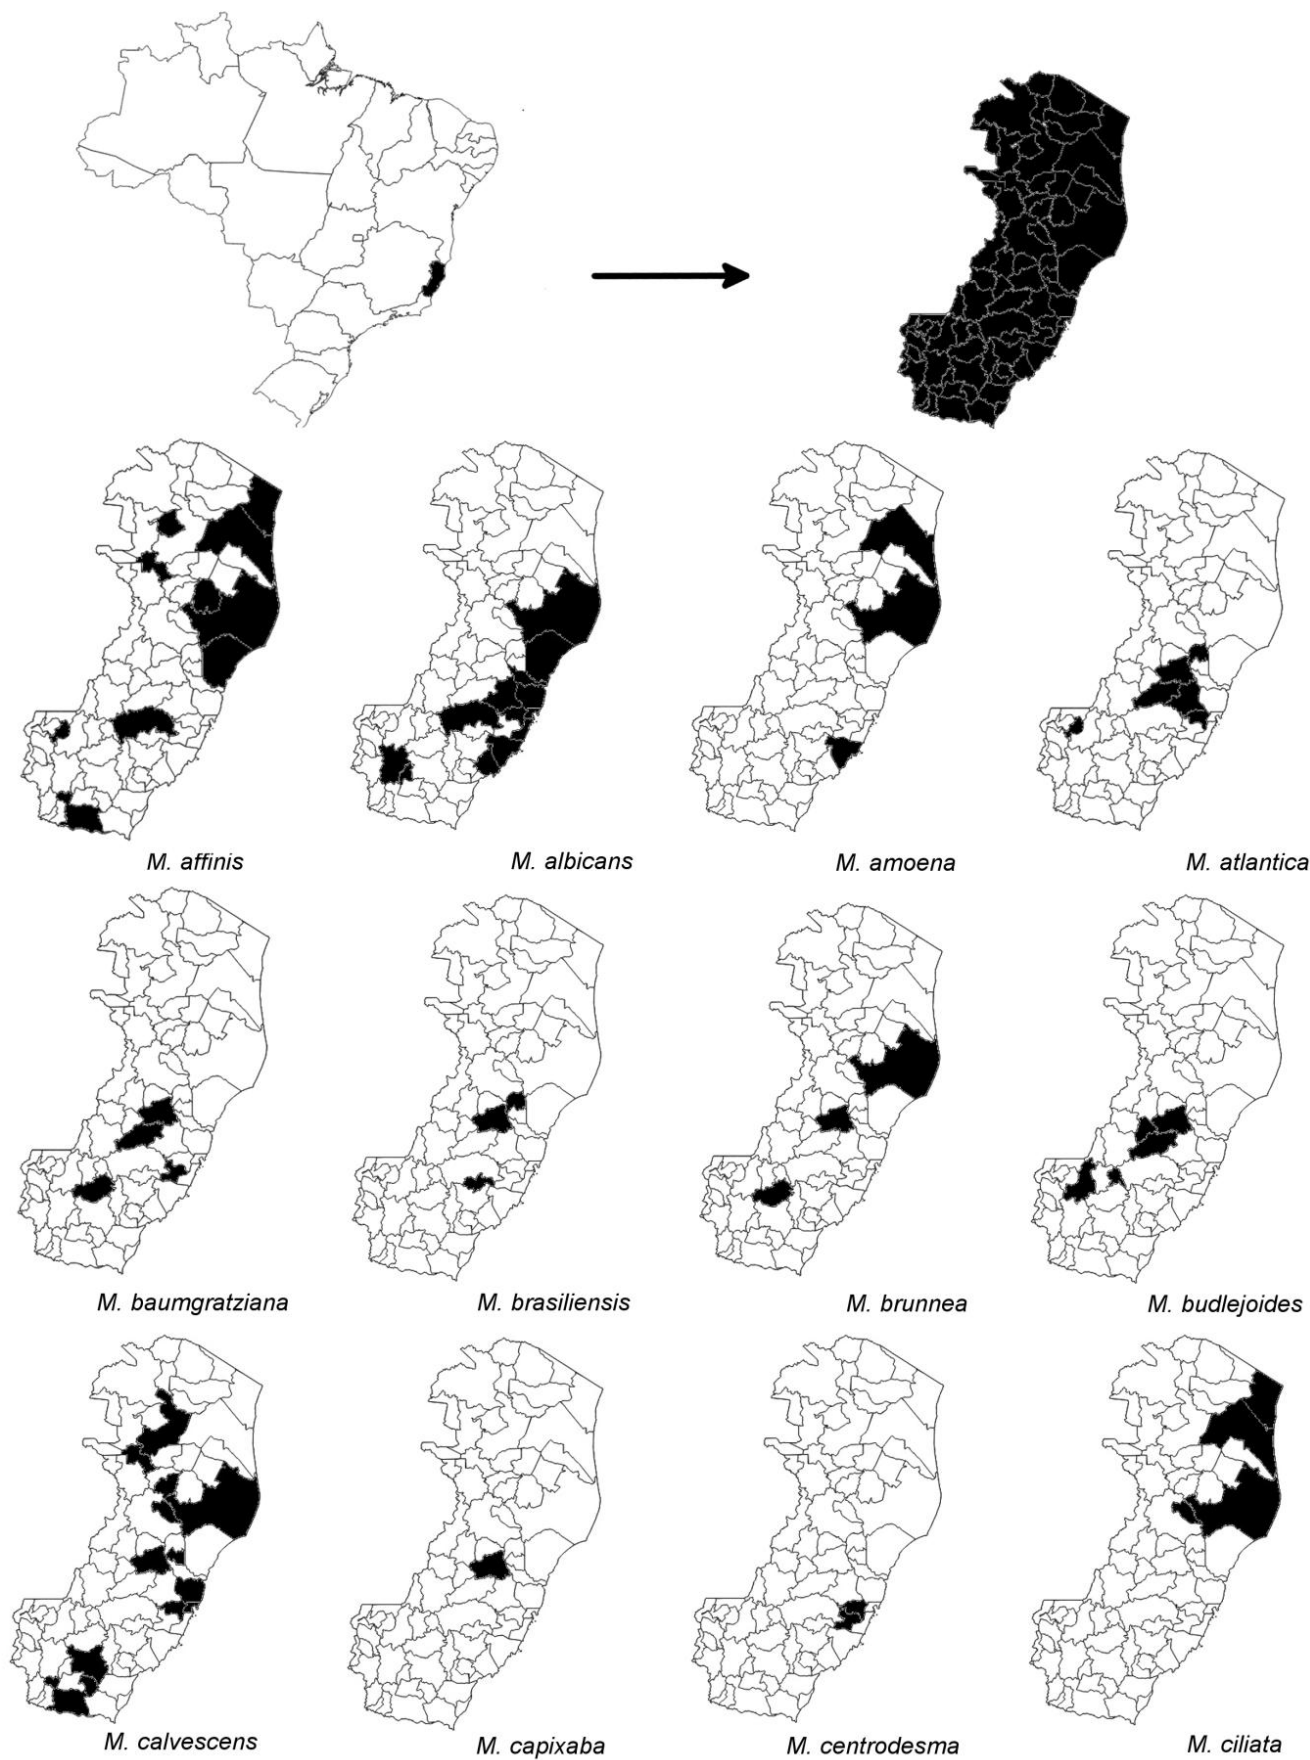 M. affinis
M. albicans
M. amoena
M. atlantica
M. baumgratziana
M. brasiliensis
M. brunnea
M. budlejoides
M. calvescens
M. capixaba
M. centrodesma
M. ciliata